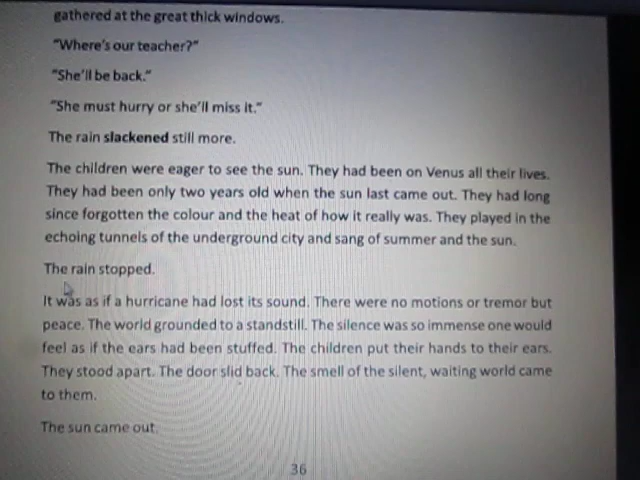 gathered at the great thick windows.
"Where's our teacher?"
"She'll be back."
"She must hurry or she'll miss it."
The rain slackened still more.
The children were eager to see the sun. They had been on Venus all their lives.
They had been only two years old when the sun last came out. They had long
since forgotten the colour and the heat of how it really was. They played in the
echoing tunnels of the underground city and sang of summer and the sun.
The rain stopped.
It was as if a hurricane had lost its sound. There were no motions or tremor but
peace. The world grounded to a standstill. The silence was so immense one would
feel as if the ears had been stuffed. The children put their hands to their ears.
They stood apart. The door slid back. The smell of the silent, waiting world came
to them.
The sun came out.
36